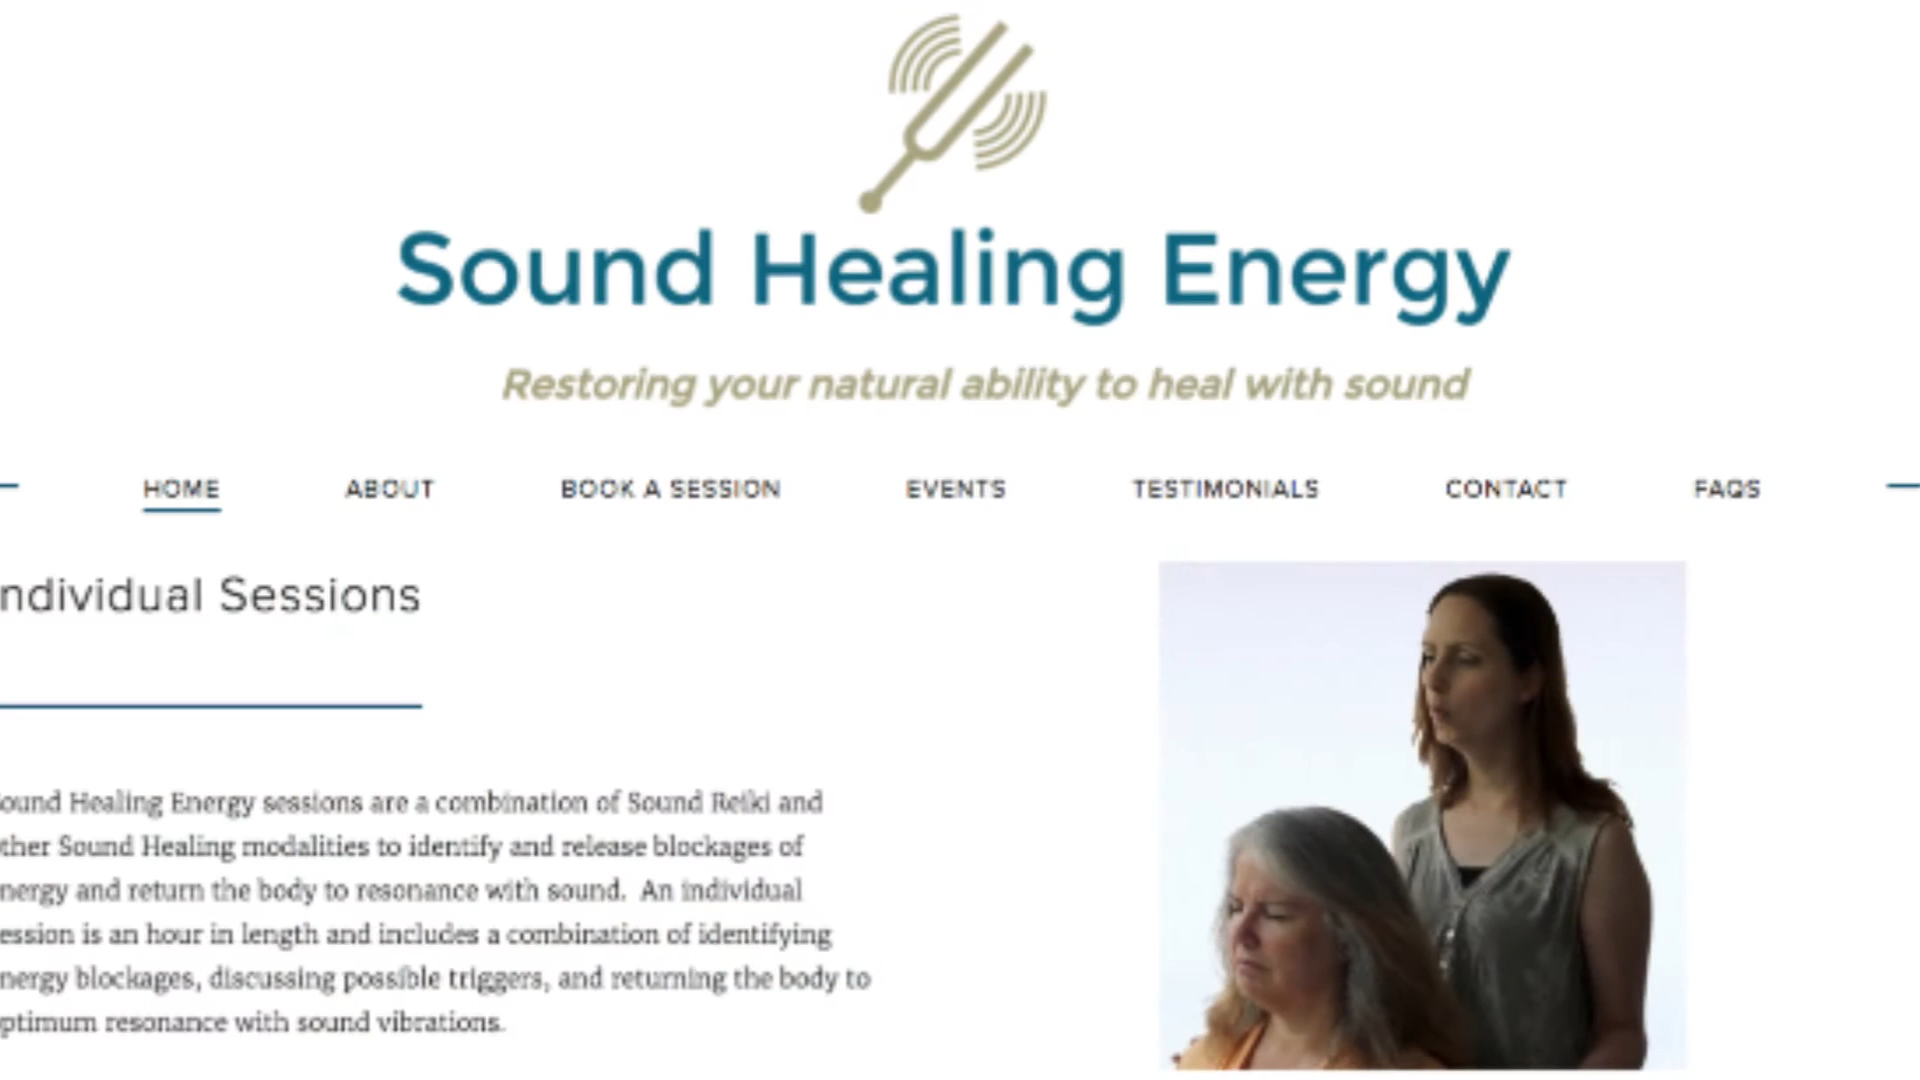 Sound Healing Energy
Restoring your natural ability to heal with sound
HOME ABOUT BOOK A SESSION EVENTS TESTIMONIALS CONTACT FAQS
ndividual Sessions
ound Healing Energy sessions are a combination of Sound Reiki and
ther Sound Healing modalities to identify and release blockages of
nergy and return the body to resonance with sound. An individual
ession is an hour in length and includes a combination of identifying
nergy blockages, discussing possible triggers, and returning the body to
ptimum resonance with sound vibrations.